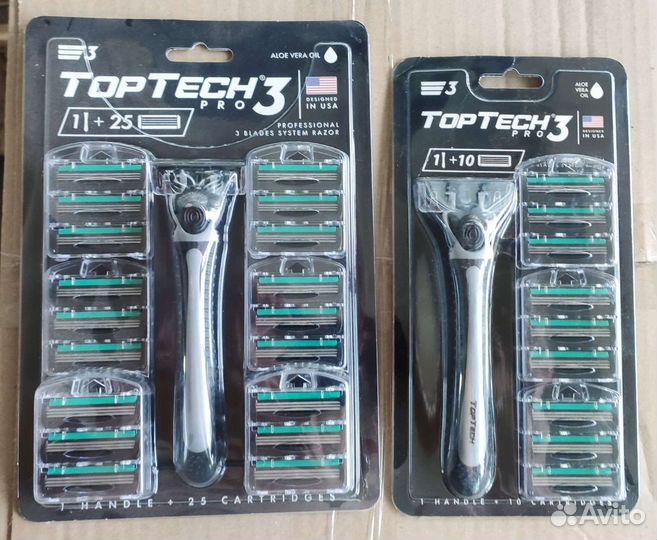 3
ALOE VERA OIL
TOPTECH® 3
PRO
DESIGNED
IN USA
1 + 25
PROFESSIONAL
3 BLADES SYSTEM RAZOR
1 HANDLE + 25 CARTRIDGES
3
ALOE
VERA
OIL
TOPTECH® 3
PRO
DESIGNED
IN USA
1 +10
TOPTECH
1 HANDLE + 10 CARTRIDGES
Avito